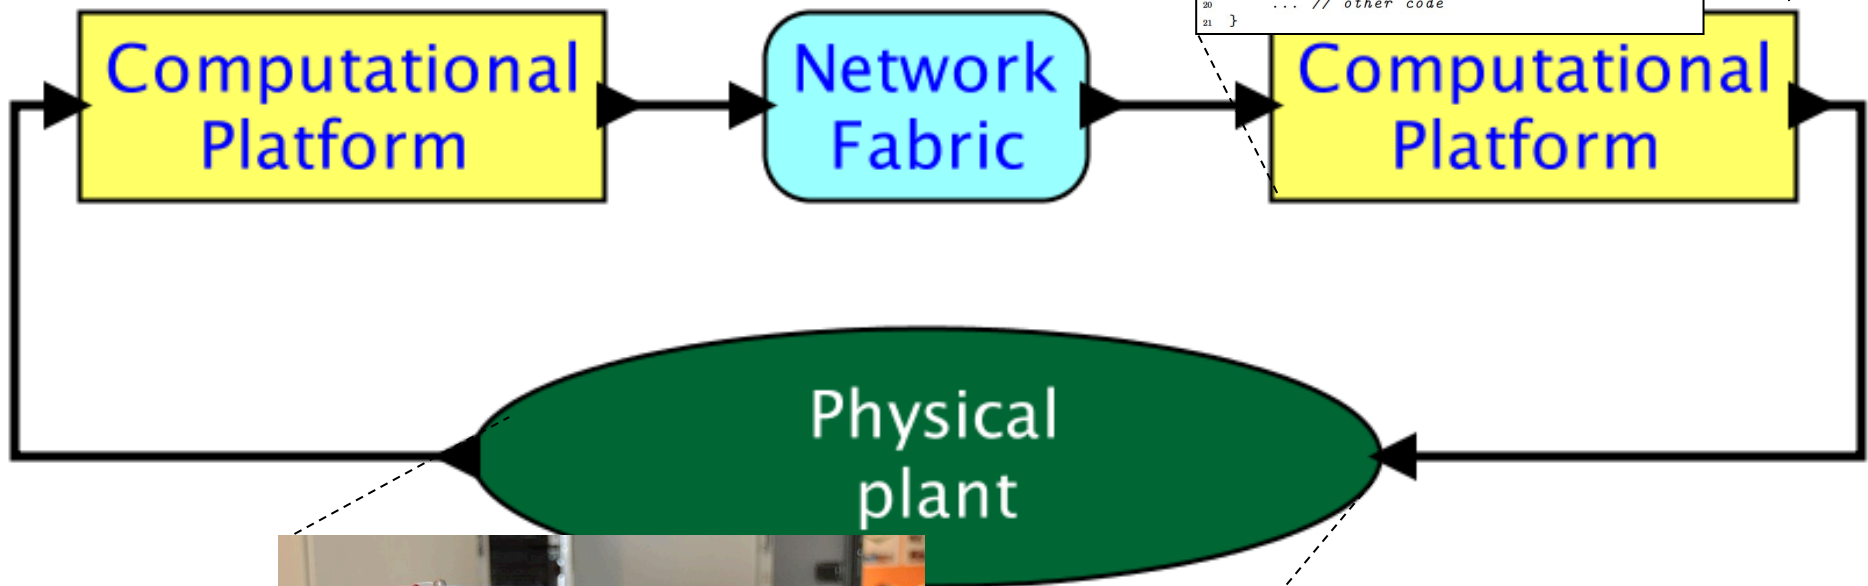 20 ... // other code
21 }
Computational
Platform
Network
Fabric
Computational
Platform
Physical
plant